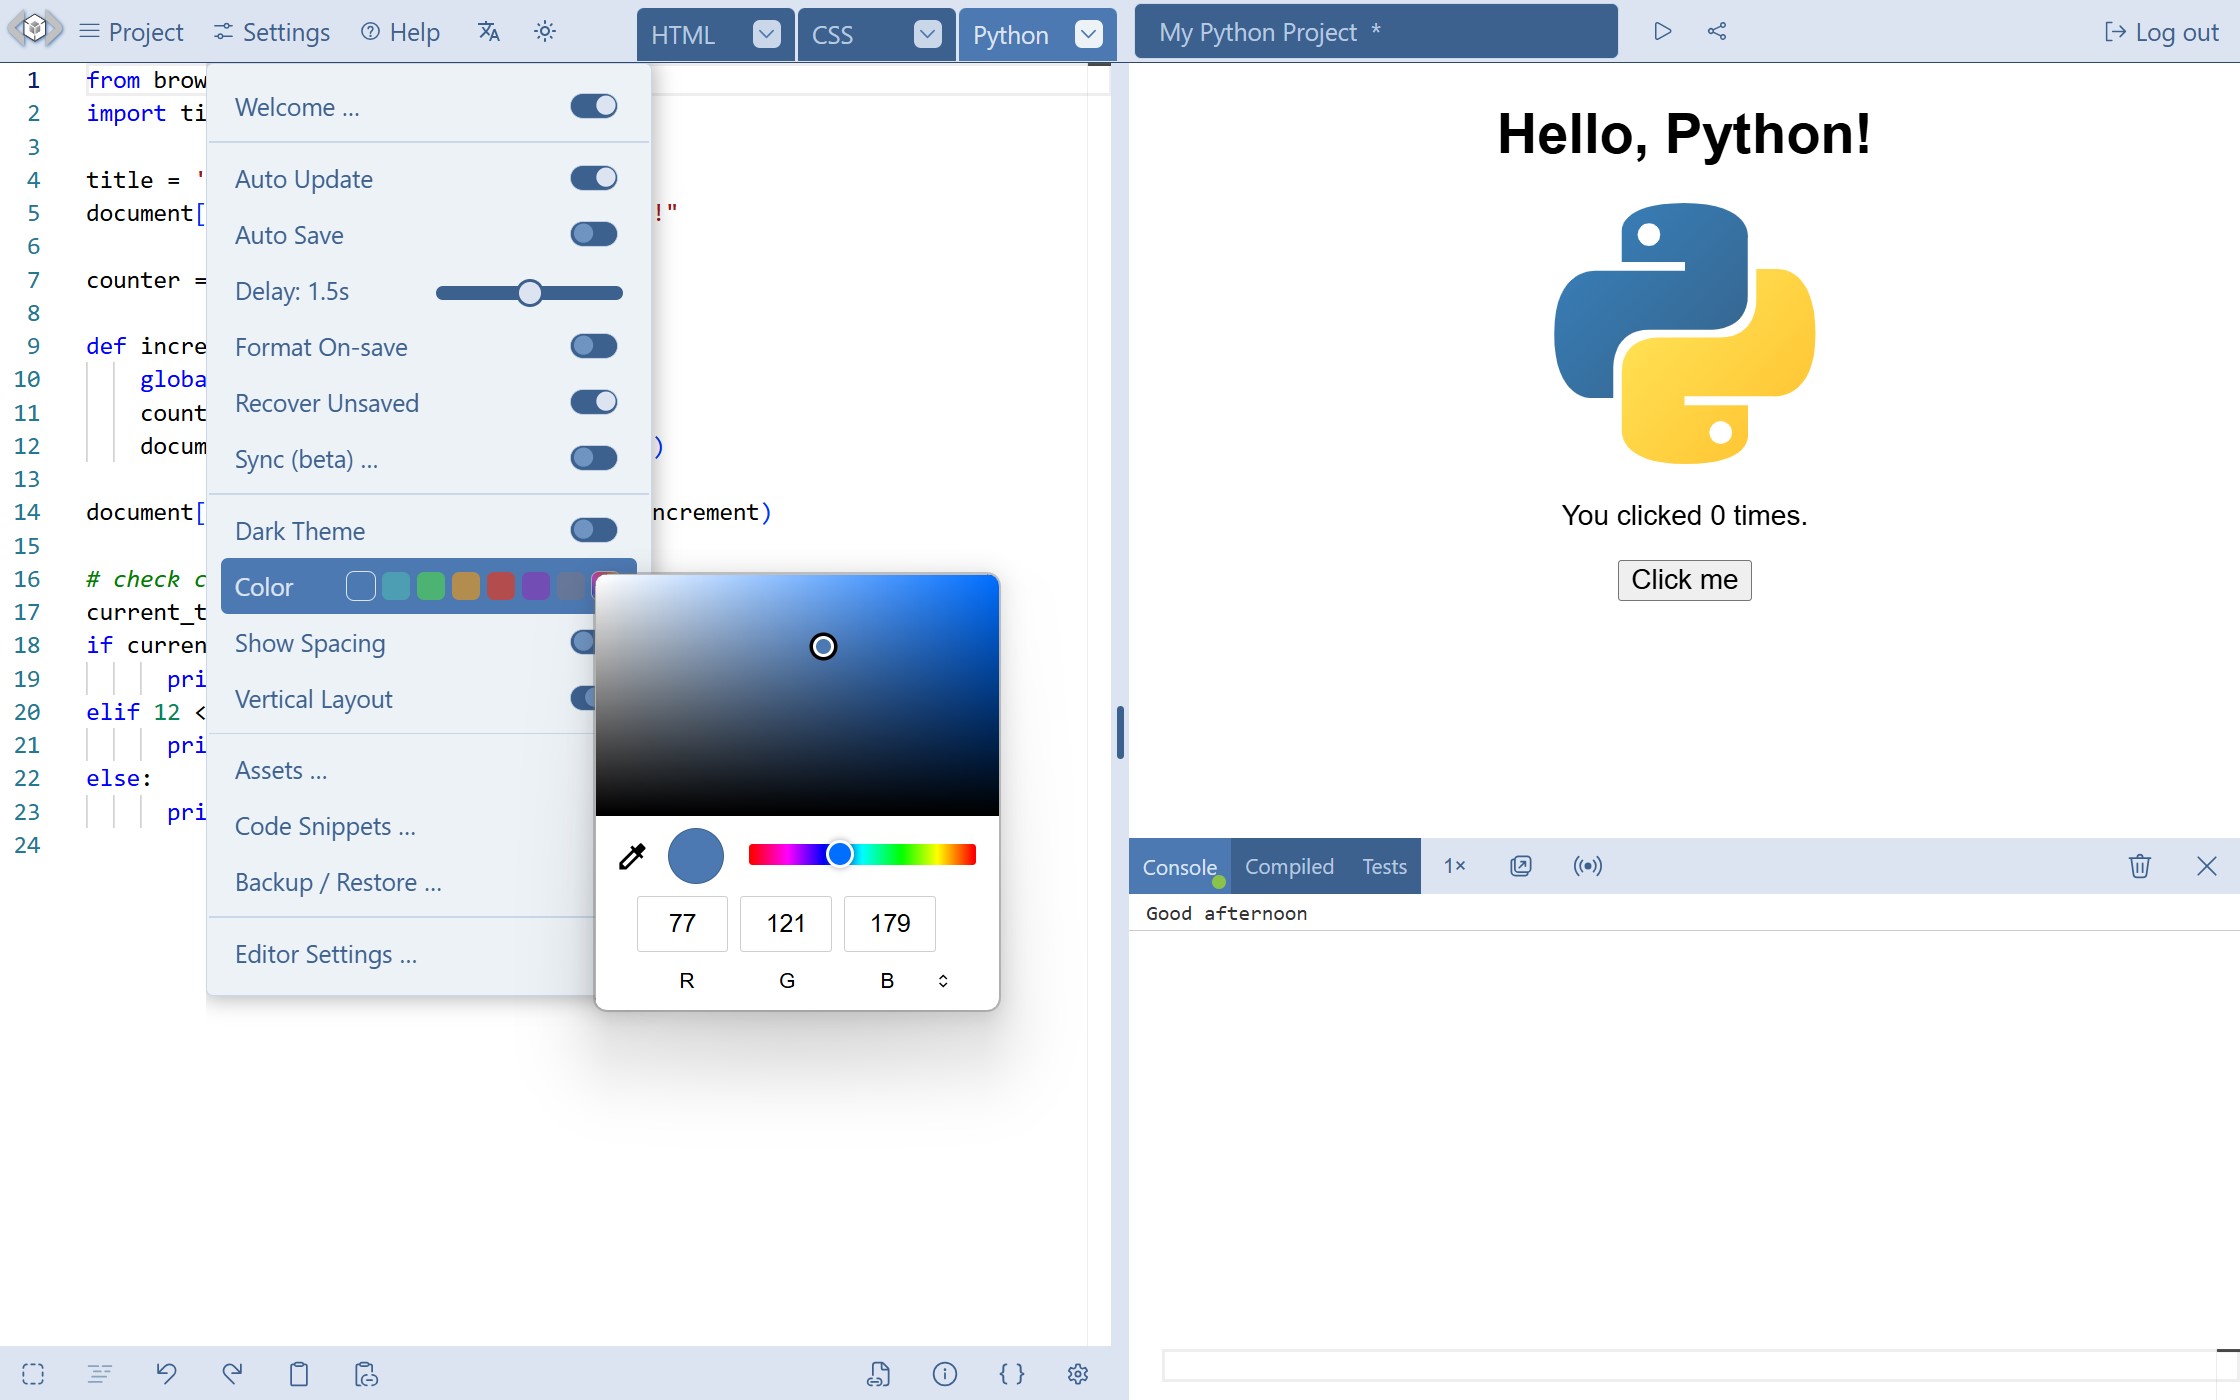 Project Settings Help HTML CSS Python My Python Project * Log out
1 from brow
2 import ti
3
4 title = '
5 document[ !"
6
7 counter =
8
9 def incre
10 globa
11 count
12 docum )
13
14 document[ ncrement)
15
16 # check c
17 current_t
18 if curren
19 pri
20 elif 12 <
21 pri
22 else:
23 pri
24
Welcome ...
Auto Update
Auto Save
Delay: 1.5s
Format On-save
Recover Unsaved
Sync (beta) ...
Dark Theme
Color
Show Spacing
Vertical Layout
Assets ...
Code Snippets ...
Backup / Restore ...
Editor Settings ...
77 121 179
R G B
Hello, Python!
You clicked 0 times.
Click me
Console Compiled Tests 1×
Good afternoon